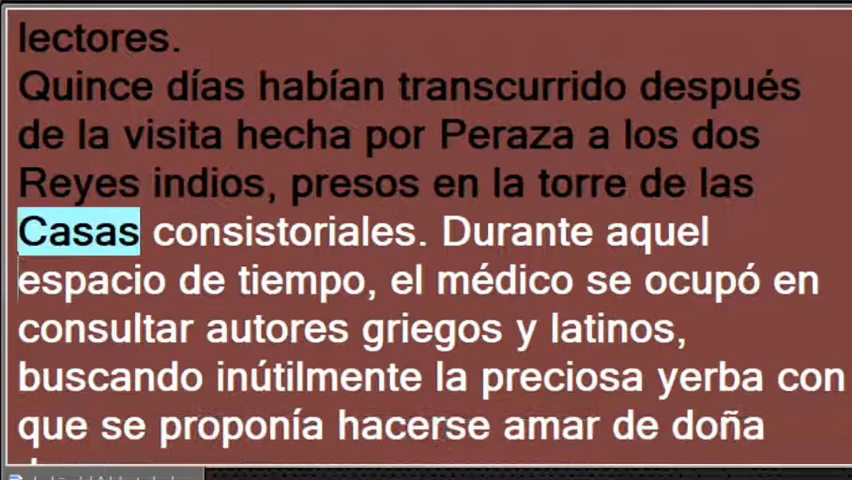 lectores.
Quince días habían transcurrido después
de la visita hecha por Peraza a los dos
Reyes indios, presos en la torre de las
Casas consistoriales. Durante aquel
espacio de tiempo, el médico se ocupó en
consultar autores griegos y latinos,
buscando inútilmente la preciosa yerba con
que se proponía hacerse amar de doña